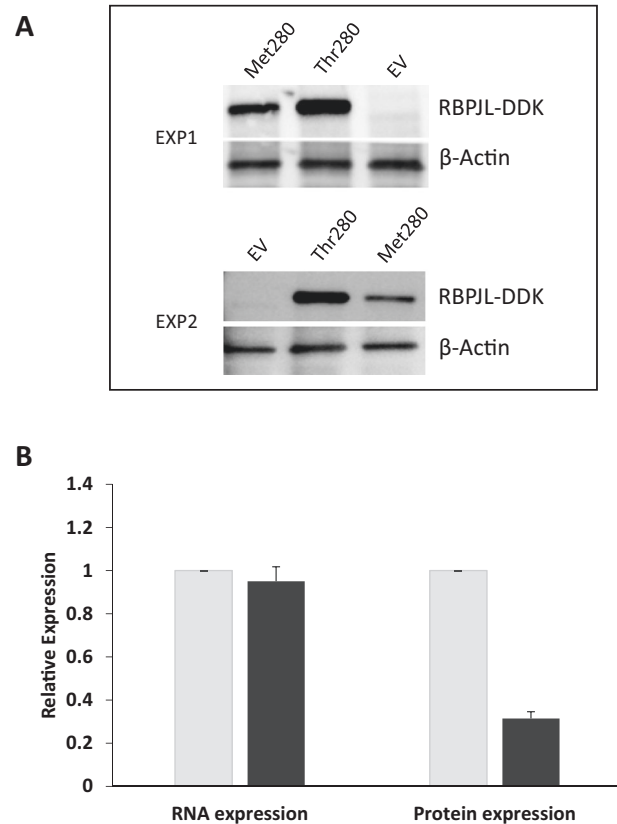 A
Met280 Thr280 EV
RBPJL-DDK
EXP1
β-Actin
EV Thr280 Met280
RBPJL-DDK
EXP2
β-Actin
B
1.4
1.2
1
0.8
0.6
0.4
0.2
0
Relative Expression
RNA expression Protein expression